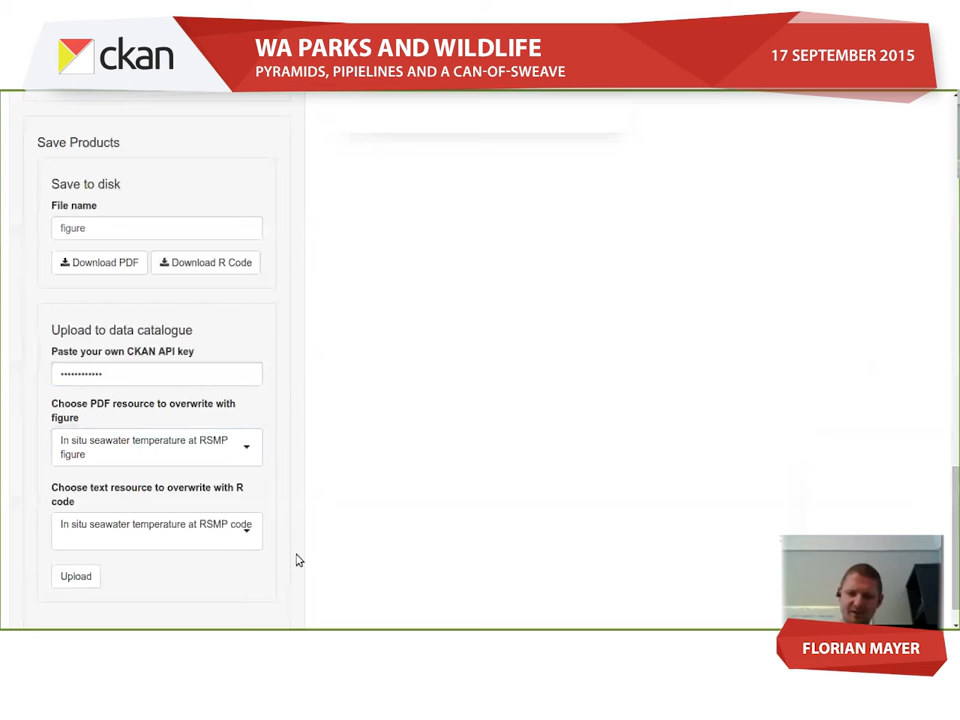 ckan
WA PARKS AND WILDLIFE
PYRAMIDS, PIPIELINES AND A CAN-OF-SWEAVE
17 SEPTEMBER 2015
Save Products
Save to disk
File name
figure
Download PDF
Download R Code
Upload to data catalogue
Paste your own CKAN API key
••••••••••••
Choose PDF resource to overwrite with
figure
In situ seawater temperature at RSMP
figure
Choose text resource to overwrite with R
code
In situ seawater temperature at RSMP code
Upload
FLORIAN MAYER